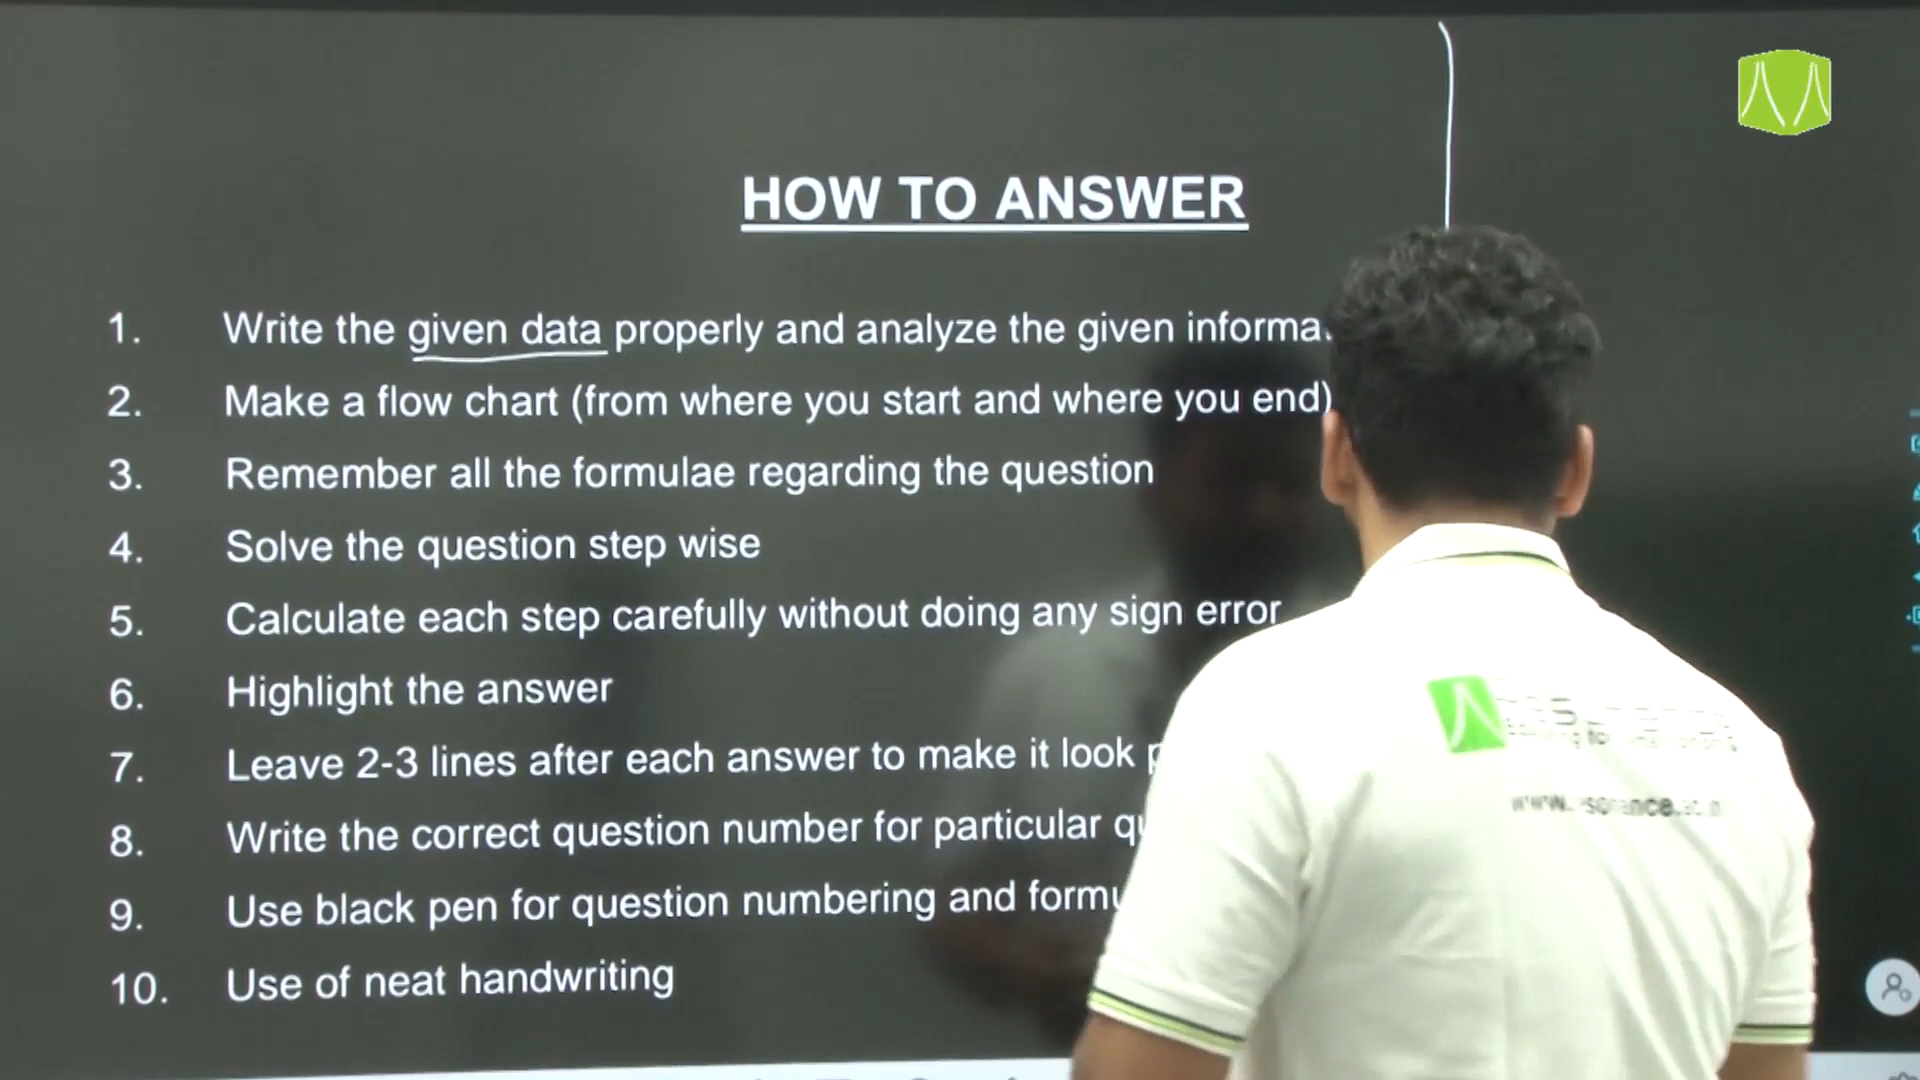 HOW TO ANSWER
1. Write the given data properly and analyze the given
2. Make a flow chart (from where you start and where you end)
3. Remember all the formulae regarding the question
4. Solve the question step wise
5. Calculate each step carefully without doing any sign error
6. Highlight the answer
7. Leave 2-3 lines after each answer to make it look
8. Write the correct question number for particular
9. Use black pen for question numbering and
10. Use of neat handwriting